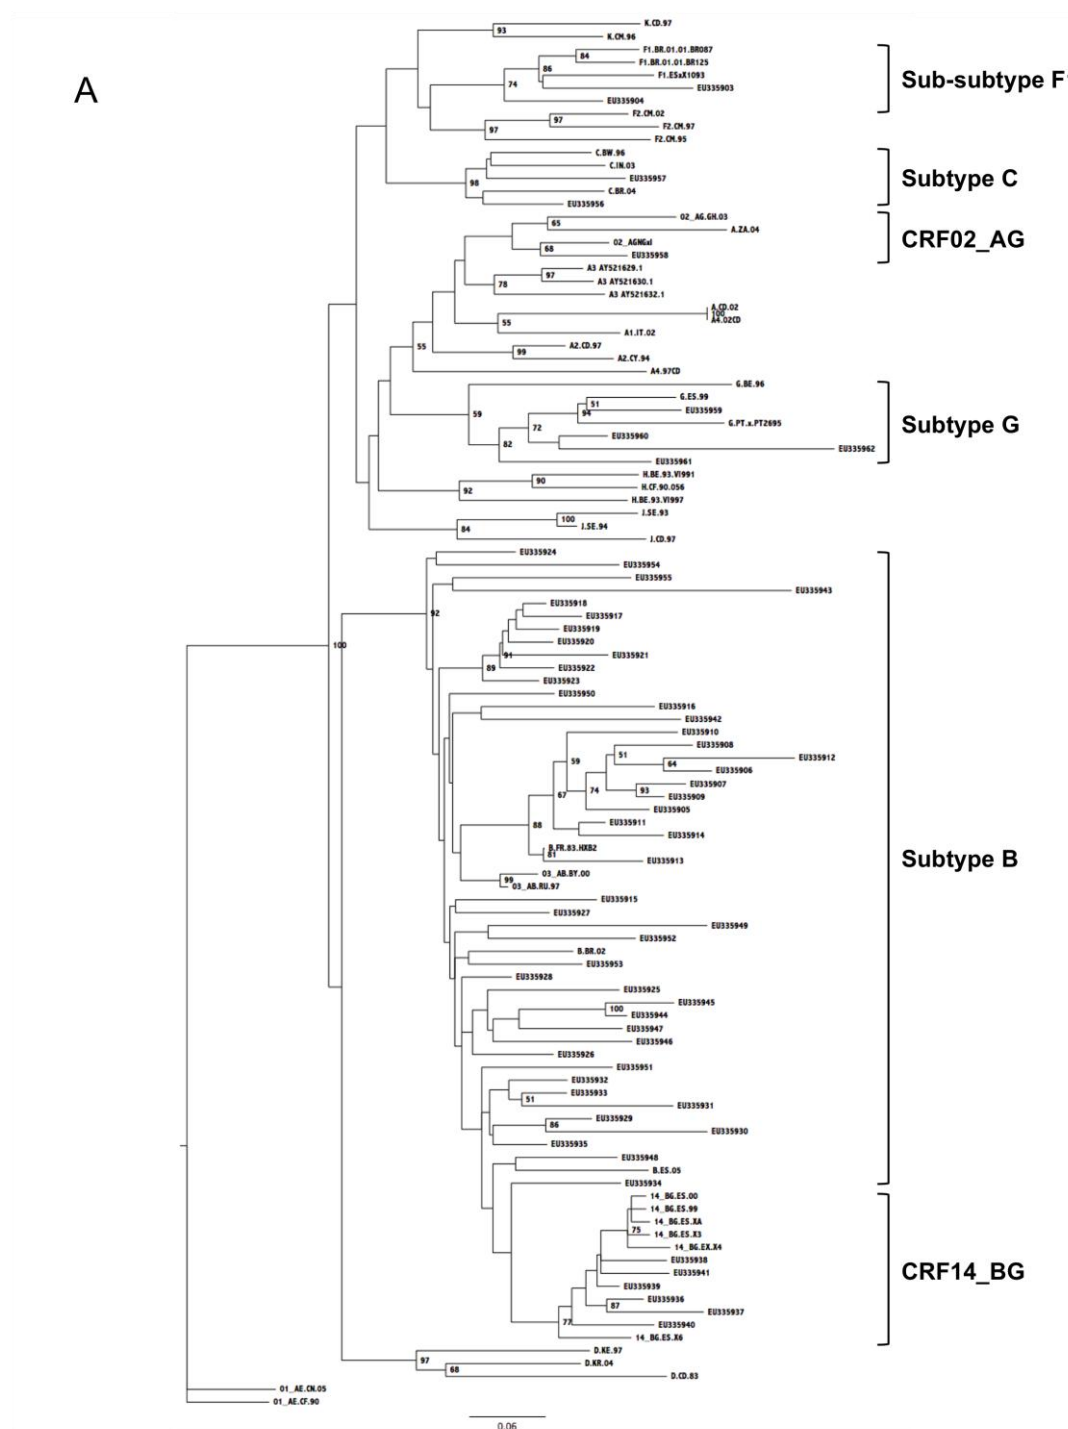 K.CD.97
93
K.CM.96
F1.BR.01.01.BR087
84
F1.BR.01.01.BR125
86
F1.ESxX1093
74
EU335903
Sub-subtype F1
A
EU335904
F2.CM.02
97
F2.CM.97
97
F2.CM.95
C.BW.96
C.IN.03
98
EU335957
Subtype C
C.BR.04
EU335956
02_AG.GH.03
65
A.ZA.04
CRF02_AG
02_AGNGxI
68
EU335958
A3 AY521629.1
97
A3 AY521630.1
78
A3 AY521632.1
A.CD.02
100
A4.02CD
55
A1.IT.02
A2.CD.97
55
99
A2.CY.94
A4.97CD
G.BE.96
G.ES.99
51
EU335959
94
59
G.PT.x.PT2695
Subtype G
72
EU335960
82
EU335962
EU335961
H.BE.93.VI991
90
H.CF.90.056
92
H.BE.93.VI997
J.SE.93
100
J.SE.94
84
J.CD.97
EU335924
EU335954
EU335955
EU335943
EU335918
92
EU335917
EU335919
EU335920
100
91
EU335921
89
EU335922
EU335923
EU335950
EU335916
EU335942
EU335910
EU335908
51
EU335912
59
64
EU335906
EU335907
67
74
93
EU335909
EU335905
88
EU335911
EU335914
B.FR.83.HXB2
81
EU335913
Subtype B
03_AB.BY.00
99
03_AB.RU.97
EU335915
EU335927
EU335949
EU335952
B.BR.02
EU335953
EU335928
EU335925
EU335945
100
EU335944
EU335947
EU335946
EU335926
EU335951
EU335932
EU335933
51
EU335931
EU335929
86
EU335930
EU335935
EU335948
B.ES.05
EU335934
14_BG.ES.00
14_BG.ES.99
14_BG.ES.XA
75
14_BG.ES.X3
14_BG.EX.X4
EU335938
CRF14_BG
EU335941
EU335939
EU335936
87
EU335937
77
EU335940
14_BG.ES.X6
D.KE.97
97
D.KR.04
68
D.CD.83
01_AE.CN.05
01_AE.CF.90
0.06